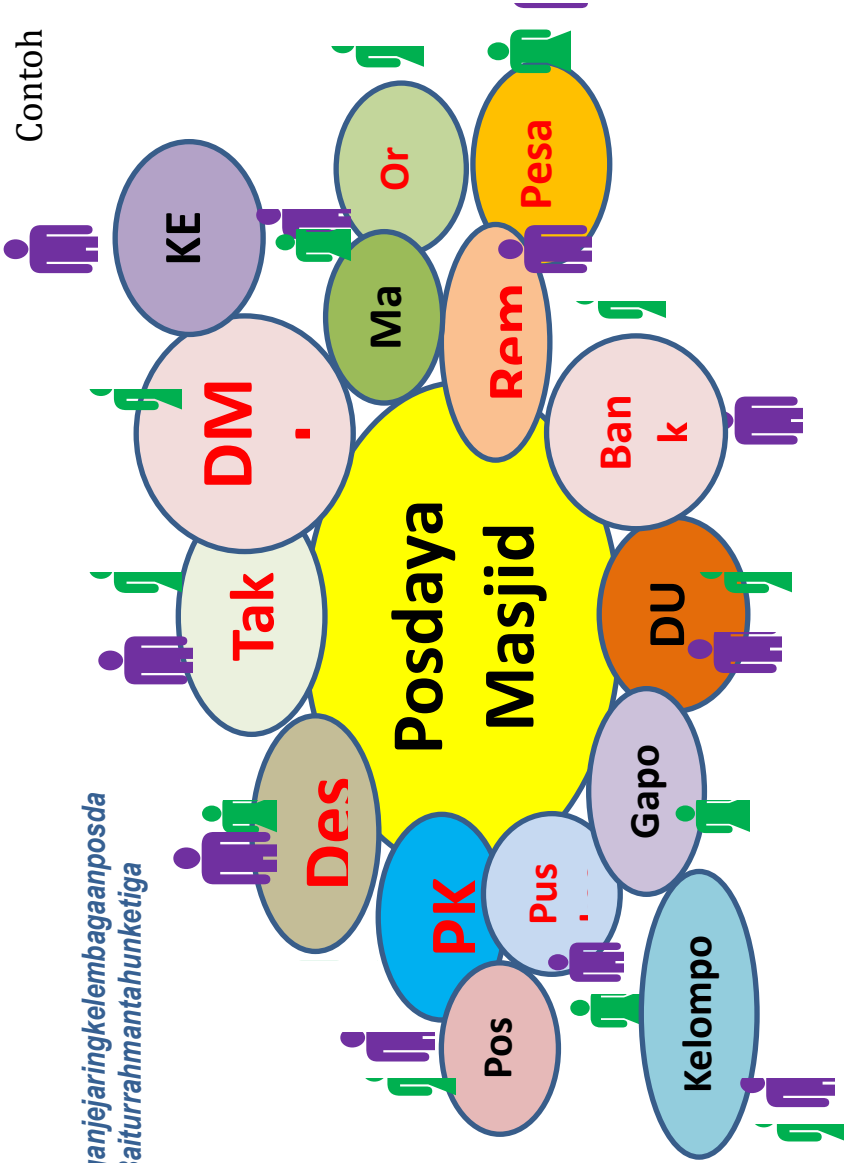 Contoh
ganjejaringkelembagaanposda
aiturrahmantahunketiga
KE
DM
Tak
Des
Ma
Or
Posdaya
Masjid
PK
Pos
Pus
Rem
Pesa
Ban
k
DU
Gapo
Kelompo